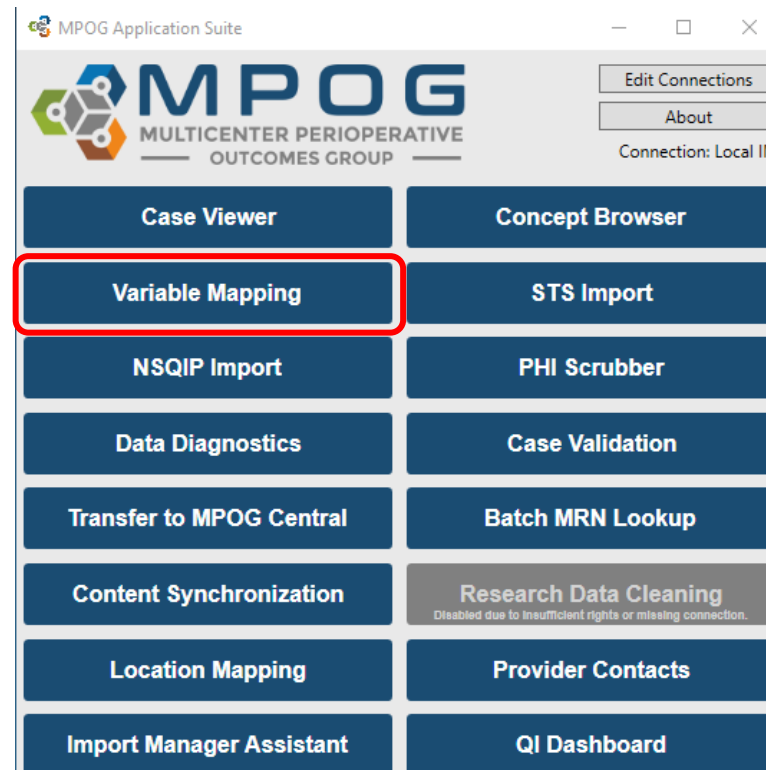 MPOG Application Suite
MPOG
MULTICENTER PERIOPERATIVE
OUTCOMES GROUP
Edit Connections
About
Connection: Local I
Case Viewer
Concept Browser
Variable Mapping
STS Import
NSQIP Import
PHI Scrubber
Data Diagnostics
Case Validation
Transfer to MPOG Central
Batch MRN Lookup
Content Synchronization
Research Data Cleaning
Disabled due to insufficient rights or missing connection.
Location Mapping
Provider Contacts
Import Manager Assistant
QI Dashboard